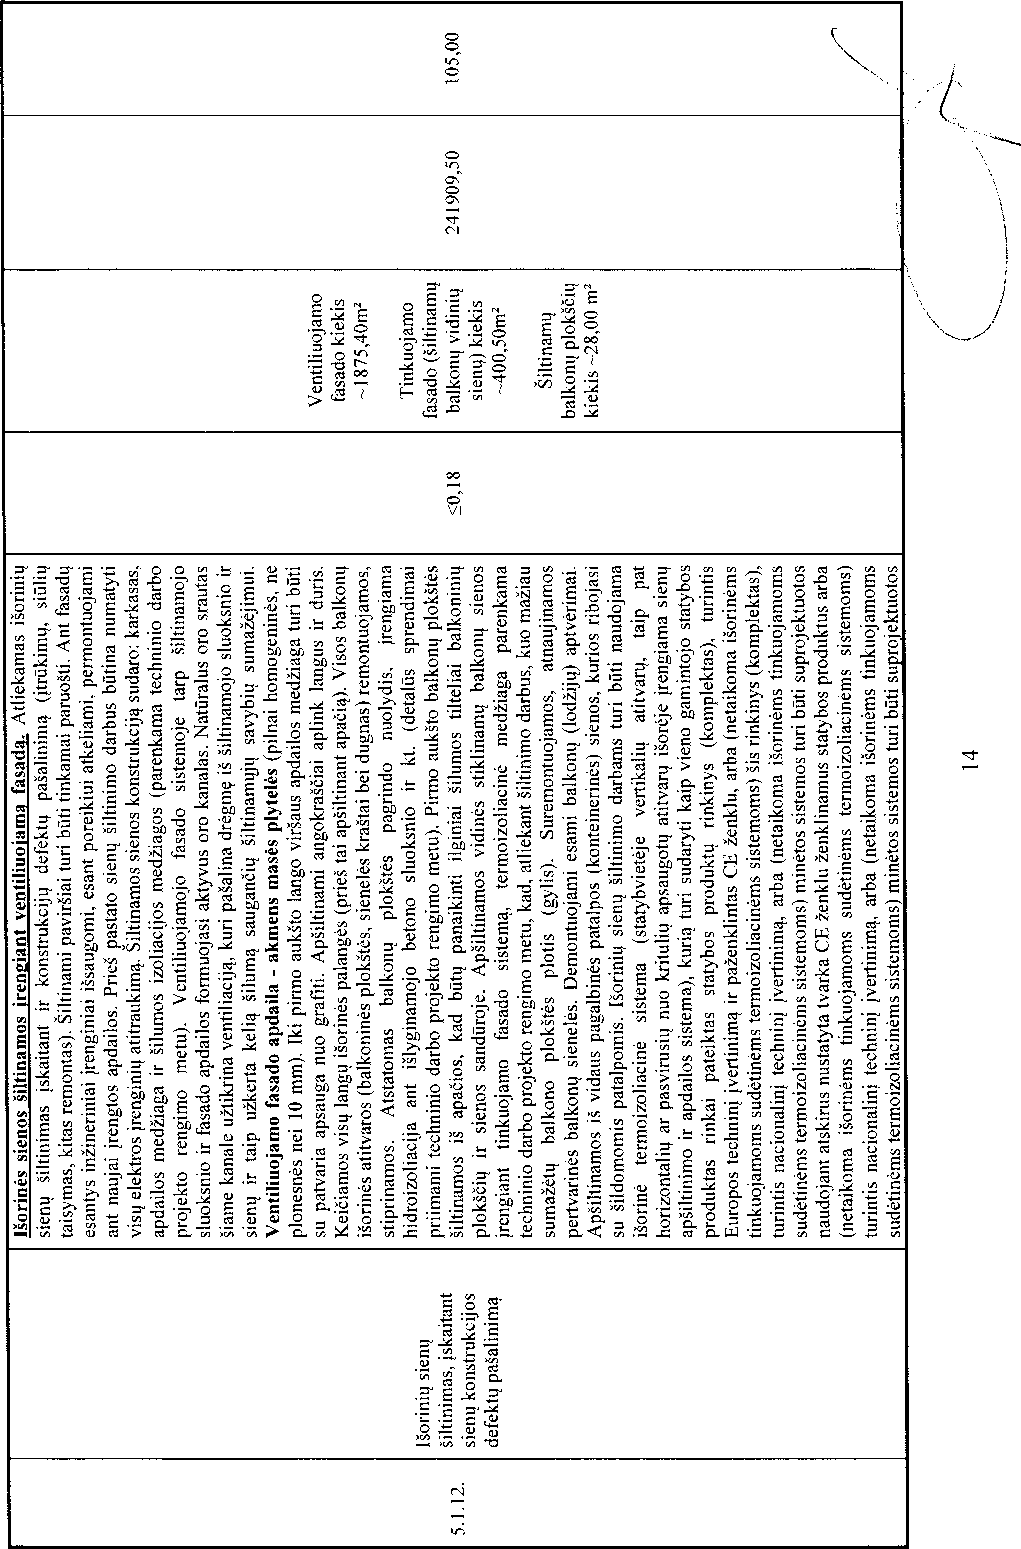 5.1.12.
Išorinių sienų
šiltinimas, įskaitant
sienų konstrukcijos
defektų pašalinimą
Išorinės sienos šiltinamos įrengiant ventiliuojamą fasadą. Atliekamas išorinių
sienų šiltinimas įskaitant ir konstrukcijų defektų pašalinimą (įtrūkimų, siūlių
taisymas, kitas remontas). Šiltinami paviršiai turi būti tinkamai paruošti. Ant fasadų
esantys inžineriniai įrenginiai išsaugomi, esant poreikiui atkeliami, permontuojami
ant naujai įrengtos apdailos. Prieš pastato sienų šiltinimo darbus būtina numatyti
visų elektros įrenginių atitraukimą. Šiltinamos sienos konstrukciją sudaro: karkasas,
apdailos medžiaga ir šilumos izoliacijos medžiagos (parenkama techninio darbo
projekto rengimo metu). Ventiliuojamo fasado sistemoje tarp šiltinamojo
sluoksnio ir fasado apdailos formuojasi aktyvus oro kanalas. Natūralus oro srautas
šiame kanale užtikrina ventiliaciją, kuri pašalina drėgmę iš šiltinamojo sluoksnio ir
sienų ir taip užkerta kelią šilumą saugančių šiltinamųjų savybių sumažėjimui.
Ventiliuojamo fasado apdaila - akmens masės plytelės (pilnai homogeninės, ne
plonesnės nei 10 mm). Iki pirmo aukšto lango viršaus apdailos medžiaga turi būti
su patvaria apsauga nuo grafiti. Apšiltinami angokraščiai aplink langus ir duris.
Keičiamos visų langų išorinės palangės (prieš tai apšiltinant apačią). Visos balkonų
išorinės atitvaros (balkoninės plokštės, sienelės kraštai bei dugnas) remontuojamos,
stiprinamos. Atstatomas balkonų plokštės pagrindo nuolydis, įrengiama
hidroizoliacija ant išlyginamojo betono sluoksnio ir kt. (detalūs sprendimai
priimami techninio darbo projekto rengimo metu). Pirmo aukšto balkonų plokštės
šiltinamos iš apačios, kad būtų panaikinti ilginiai šilumos tilteliai balkoninių
plokščių ir sienos sandūroje. Apšiltinamos vidinės stiklinamų balkonų sienos
įrengiant tinkuojamo fasado sistemą, termoizoliacinė medžiaga parenkama
techninio darbo projekto rengimo metu, kad, atliekant šiltinimo darbus, kuo mažiau
sumažėtų balkono plokštės plotis (gylis). Suremontuojamos, atnaujinamos
pertvarinės balkonų sienelės. Demontuojami esami balkonų (lodžijų) aptvėrimai.
Apšiltinamos iš vidaus pagalbinės patalpos (konteinerinės) sienos, kurios ribojasi
su šildomomis patalpomis. Išorinių sienų šiltinimo darbams turi būti naudojama
išorinė termoizoliacinė sistema (statybvietėje vertikalių atitvarų, taip pat
horizontalių ar pasvirusių nuo kritulių apsaugotų atitvarų išorėje įrengiama sienų
apšiltinimo ir apdailos sistema), kurią turi sudaryti kaip vieno gamintojo statybos
produktas rinkai pateiktas statybos produktų rinkinys (komplektas), turintis
Europos techninį įvertinimą ir paženklintas CE ženklu, arba (netaikoma išorinėms
tinkuojamoms sudėtinėms termoizoliacinėms sistemoms) šis rinkinys (komplektas),
turintis nacionalinį techninį įvertinimą, arba (netaikoma išorinėms tinkuojamoms
sudėtinėms termoizoliacinėms sistemoms) minėtos sistemos turi būti suprojektuotos
naudojant atskirus nustatyta tvarka CE ženklu ženklinamus statybos produktus arba
(netaikoma išorinėms tinkuojamoms sudėtinėms termoizoliacinėms sistemoms)
turintis nacionalinį techninį įvertinimą, arba (netaikoma išorinėms tinkuojamoms
sudėtinėms termoizoliacinėms sistemoms) minėtos sistemos turi būti suprojektuotos
≤0,18
Ventiliuojamo
fasado kiekis
~1875,40m²
Tinkuojamo
fasado (šiltinamų
balkonų vidinių
sienų) kiekis
~400,50m²
Šiltinamų
balkonų plokščių
kiekis ~28,00 m²
241909,50
105,00
14